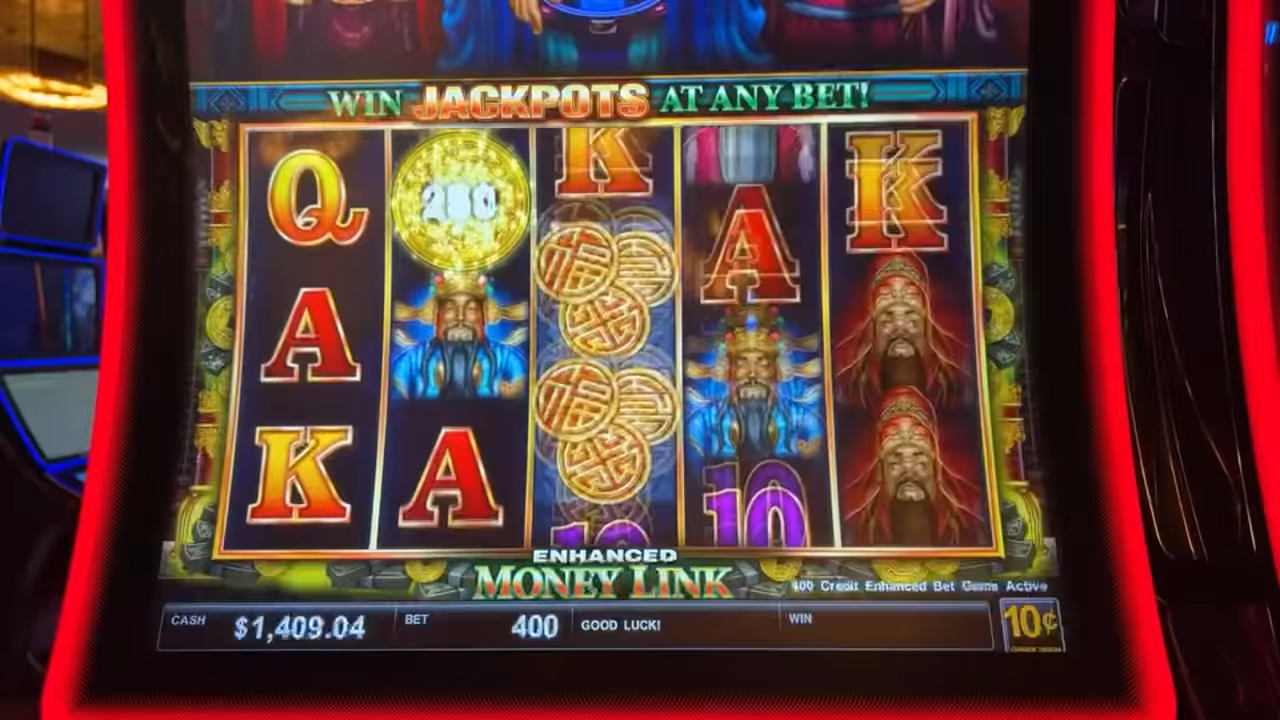 WIN JACKPOTS AT ANY BET!
Q K K
A A
A
K A 10 10
ENHANCED
MONEY LINK
400 Credit Enhanced Bet Game Active
CASH $1,409.04 BET 400 GOOD LUCK! WIN 10¢